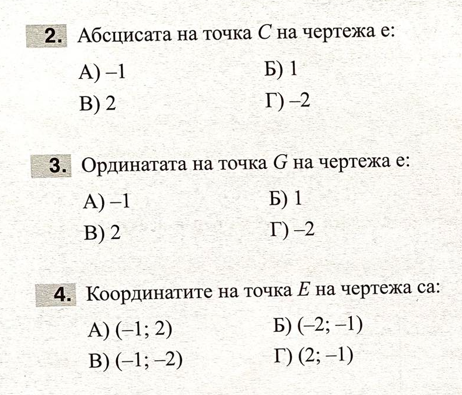 2. Абсцисата на точка C на чертежа е:
А) –1 Б) 1
В) 2 Г) –2
3. Ординатата на точка G на чертежа е:
А) –1 Б) 1
В) 2 Г) –2
4. Координатите на точка E на чертежа са:
А) (–1; 2) Б) (–2; –1)
В) (–1; –2) Г) (2; –1)